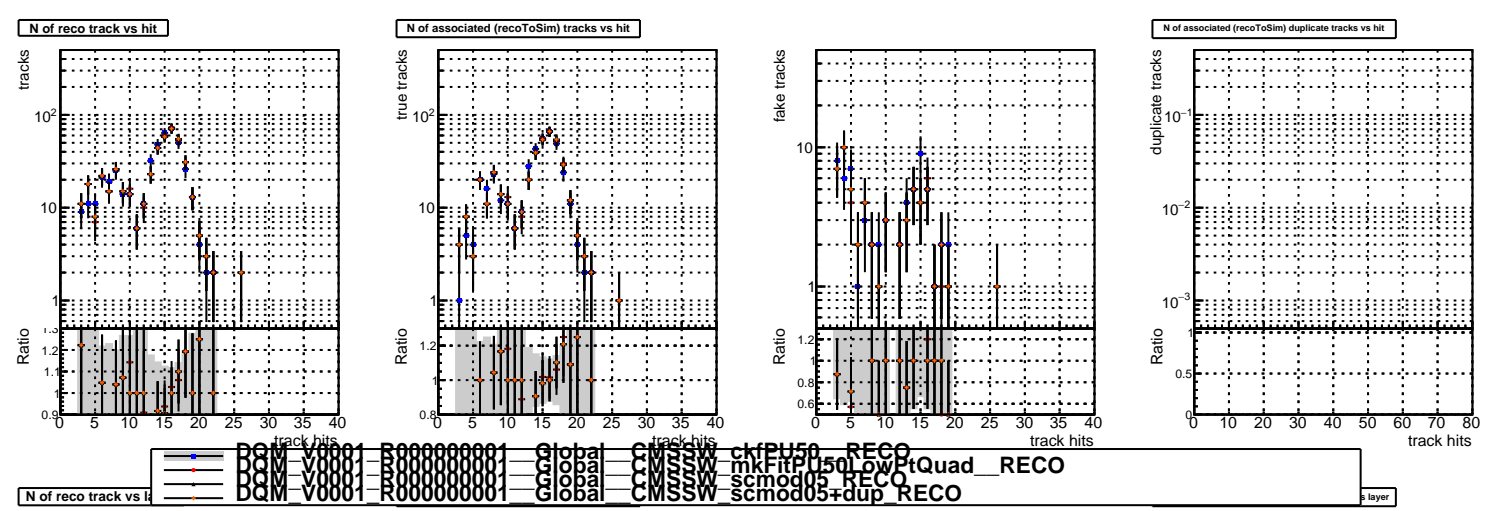 N of reco track vs hit
N of associated (recoToSim) tracks vs hit
N of associated (recoToSim) duplicate tracks vs hit
tracks
10²
10
1
Ratio
1.3
1.2
1.1
1
0.9
0 5 10 15 20 25 30 35 40
track hits
true tracks
10²
10
1
Ratio
1.2
1
0.8
0 5 10 15 20 25 30 35 40
track hits
fake tracks
10
1
Ratio
1.2
1
0.8
0.6
0 5 10 15 20 25 30 35 40
track hits
duplicate tracks
10⁻¹
10⁻²
10⁻³
Ratio
1
0.5
0
0 10 20 30 40 50 60 70 80
track hits
DQM_V0001_R000000001__Global__CMSSW_ckfPU50__RECO
DQM_V0001_R000000001__Global__CMSSW_mkFitPU50LowPtQuad__RECO
DQM_V0001_R000000001__Global__CMSSW_scmod05_RECO
DQM_V0001_R000000001__Global__CMSSW_scmod05+dup_RECO
N of reco track vs
layer